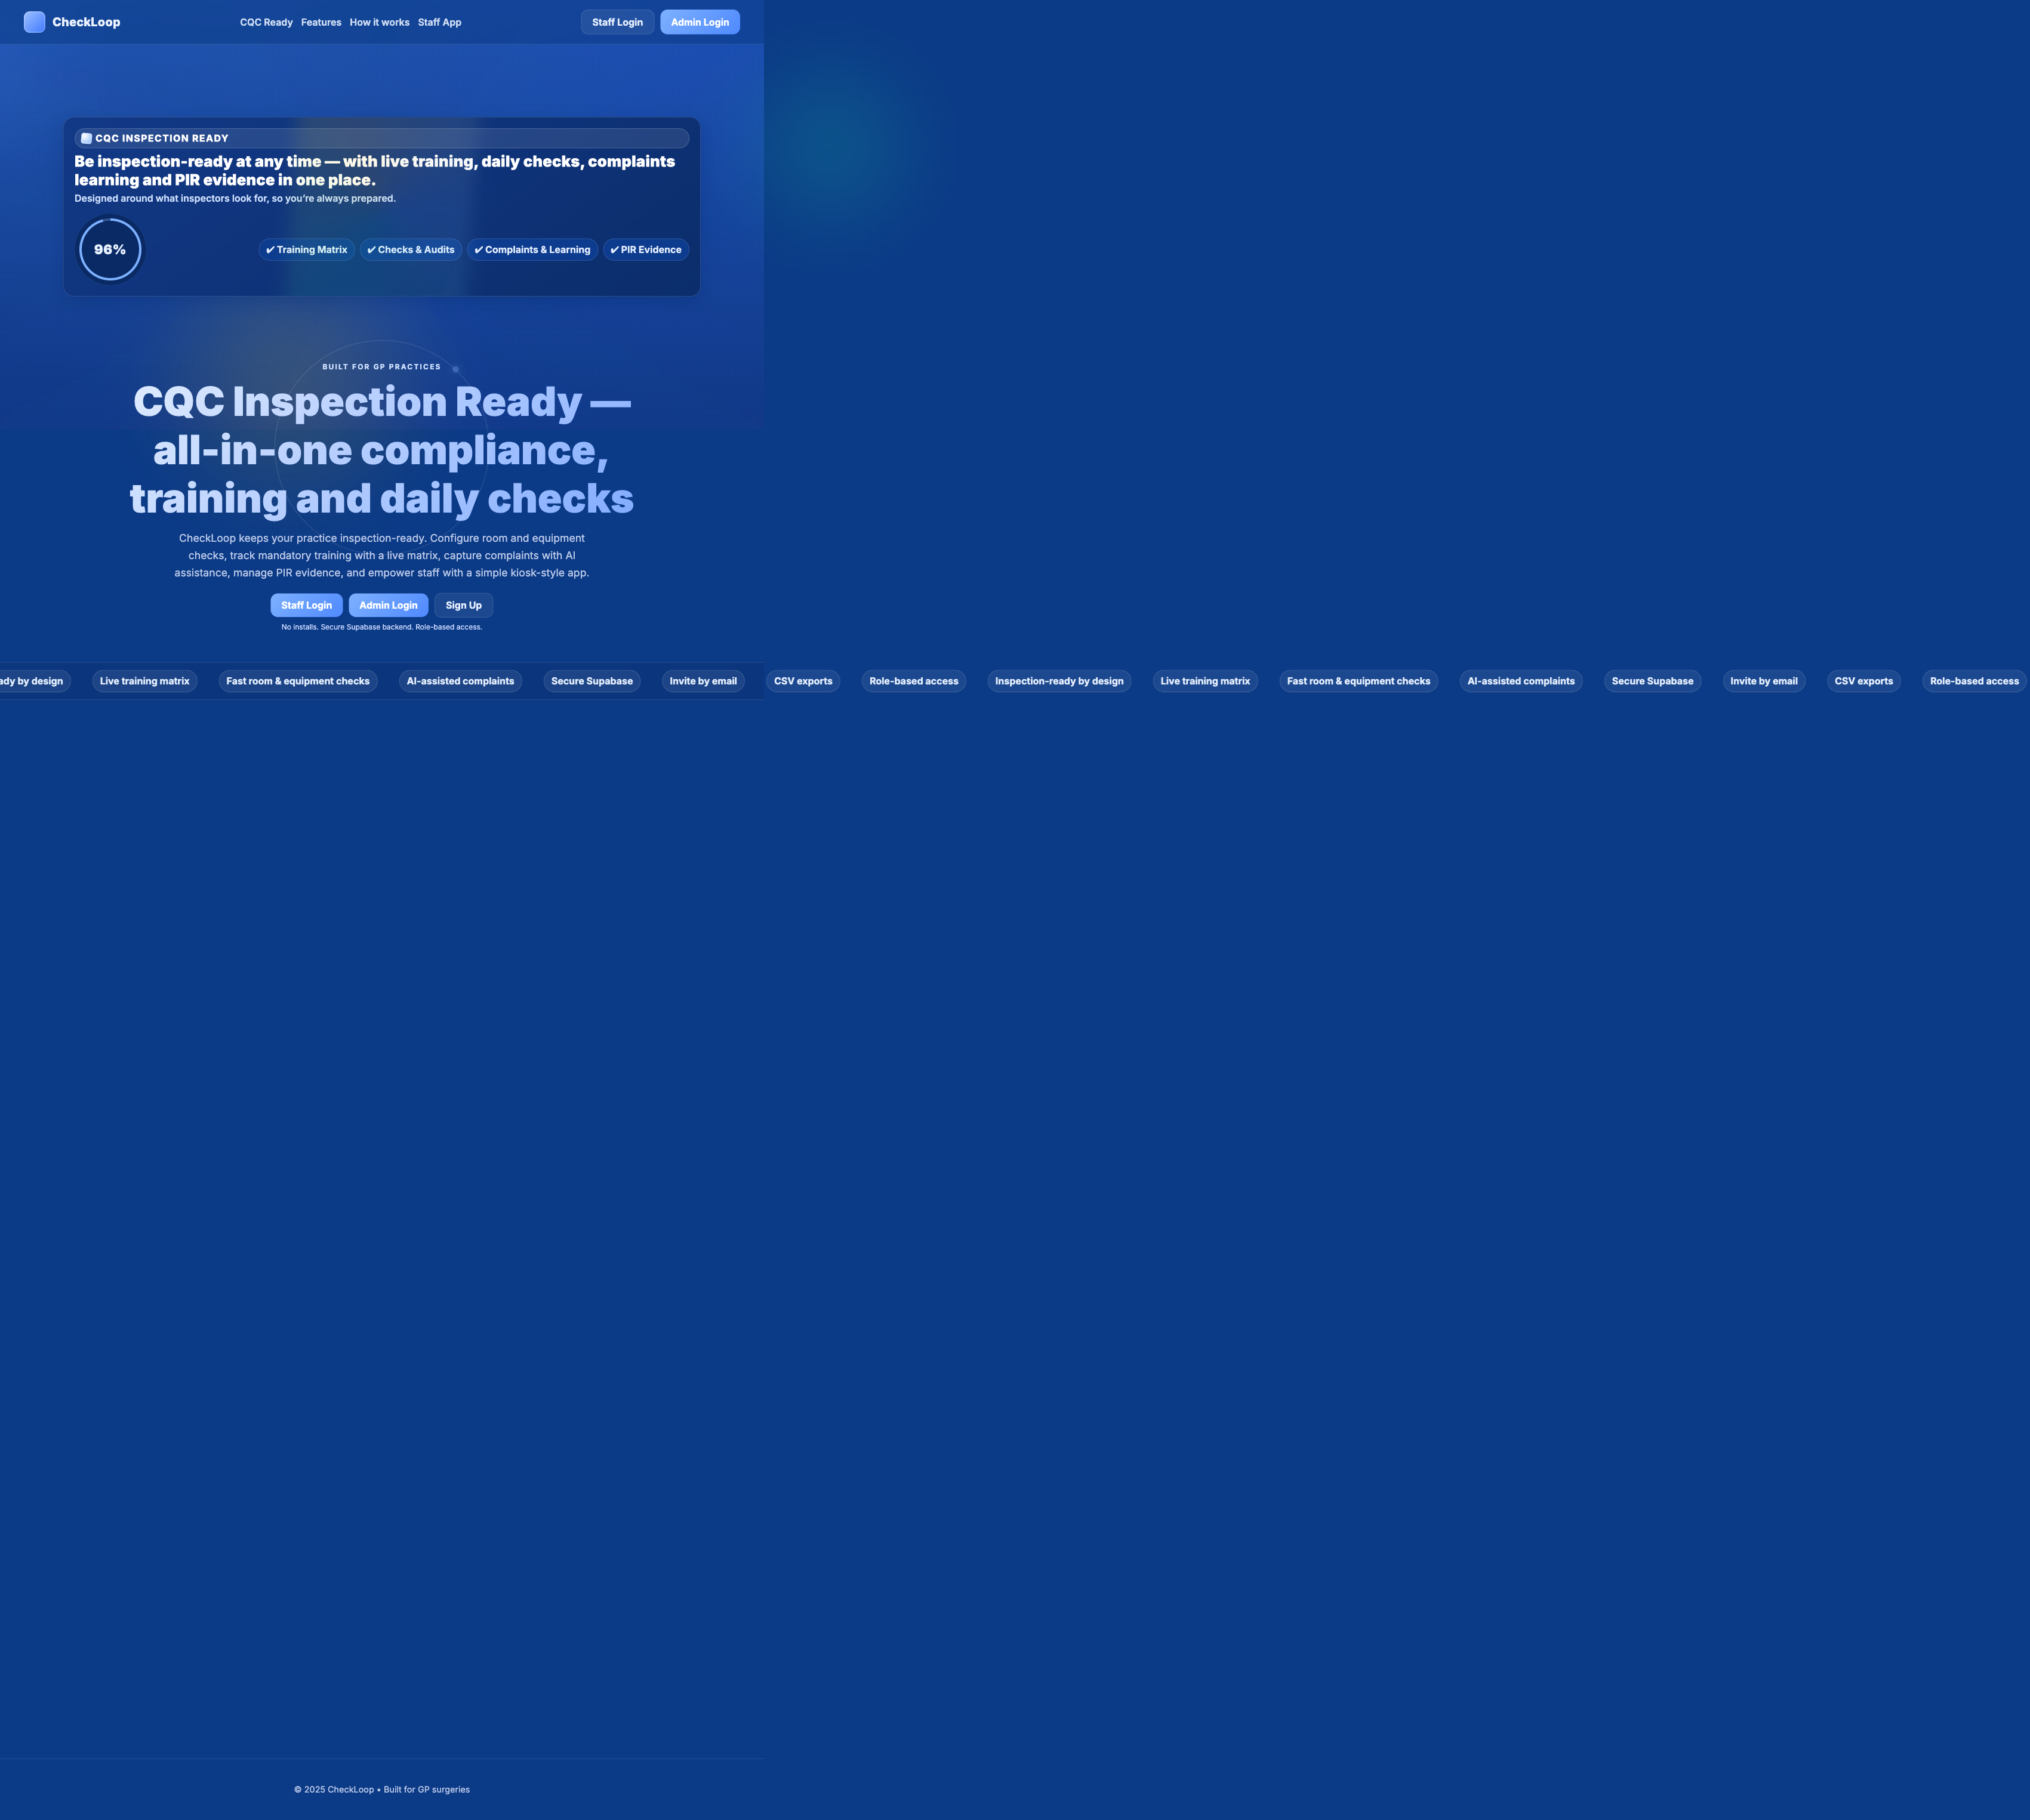 CheckLoop
CQC Ready Features How it works Staff App
Staff Login Admin Login
CQC INSPECTION READY
Be inspection-ready at any time — with live training, daily checks, complaints
learning and PIR evidence in one place.
Designed around what inspectors look for, so you’re always prepared.
96%
✔ Training Matrix ✔ Checks & Audits ✔ Complaints & Learning ✔ PIR Evidence
BUILT FOR GP PRACTICES
CQC Inspection Ready —
all-in-one compliance,
training and daily checks
CheckLoop keeps your practice inspection-ready. Configure room and equipment
checks, track mandatory training with a live matrix, capture complaints with AI
assistance, manage PIR evidence, and empower staff with a simple kiosk-style app.
Staff Login Admin Login Sign Up
No installs. Secure Supabase backend. Role-based access.
ady by design Live training matrix Fast room & equipment checks AI-assisted complaints Secure Supabase Invite by email CSV exports Role-based access Inspection-ready by design Live training matrix Fast room & equipment checks AI-assisted complaints Secure Supabase Invite by email CSV exports Role-based access
© 2025 CheckLoop • Built for GP surgeries